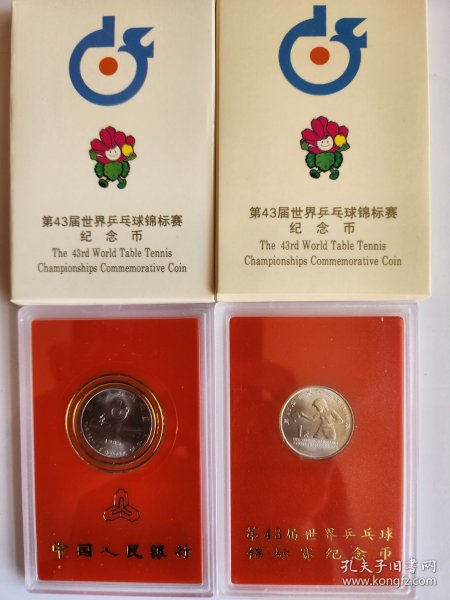 第43届世界乒乓球锦标赛
纪念币
The 43rd World Table Tennis
Championships Commemorative Coin
第43届世界乒乓球锦标赛
纪念币
The 43rd World Table Tennis
Championships Commemorative Coin
中国人民银行
第43届世界乒乓球
锦标赛纪念币
孔夫子旧书网
www.kongfz.com